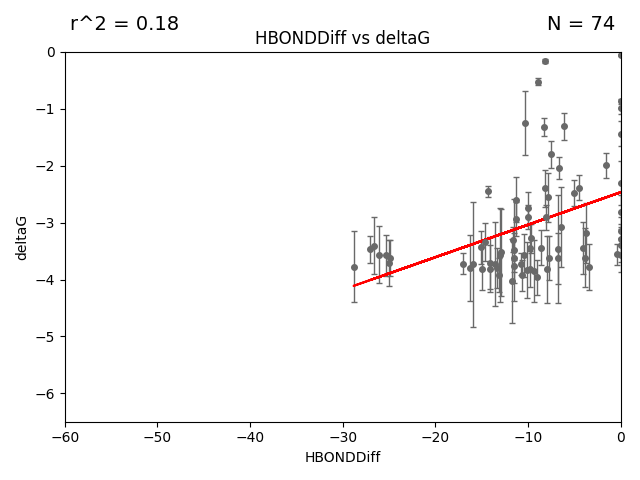 r^2 = 0.18
N = 74
HBONDDiff vs deltaG
deltaG
0
−1
−2
−3
−4
−5
−6
−60
−50
−40
−30
−20
−10
0
HBONDDiff